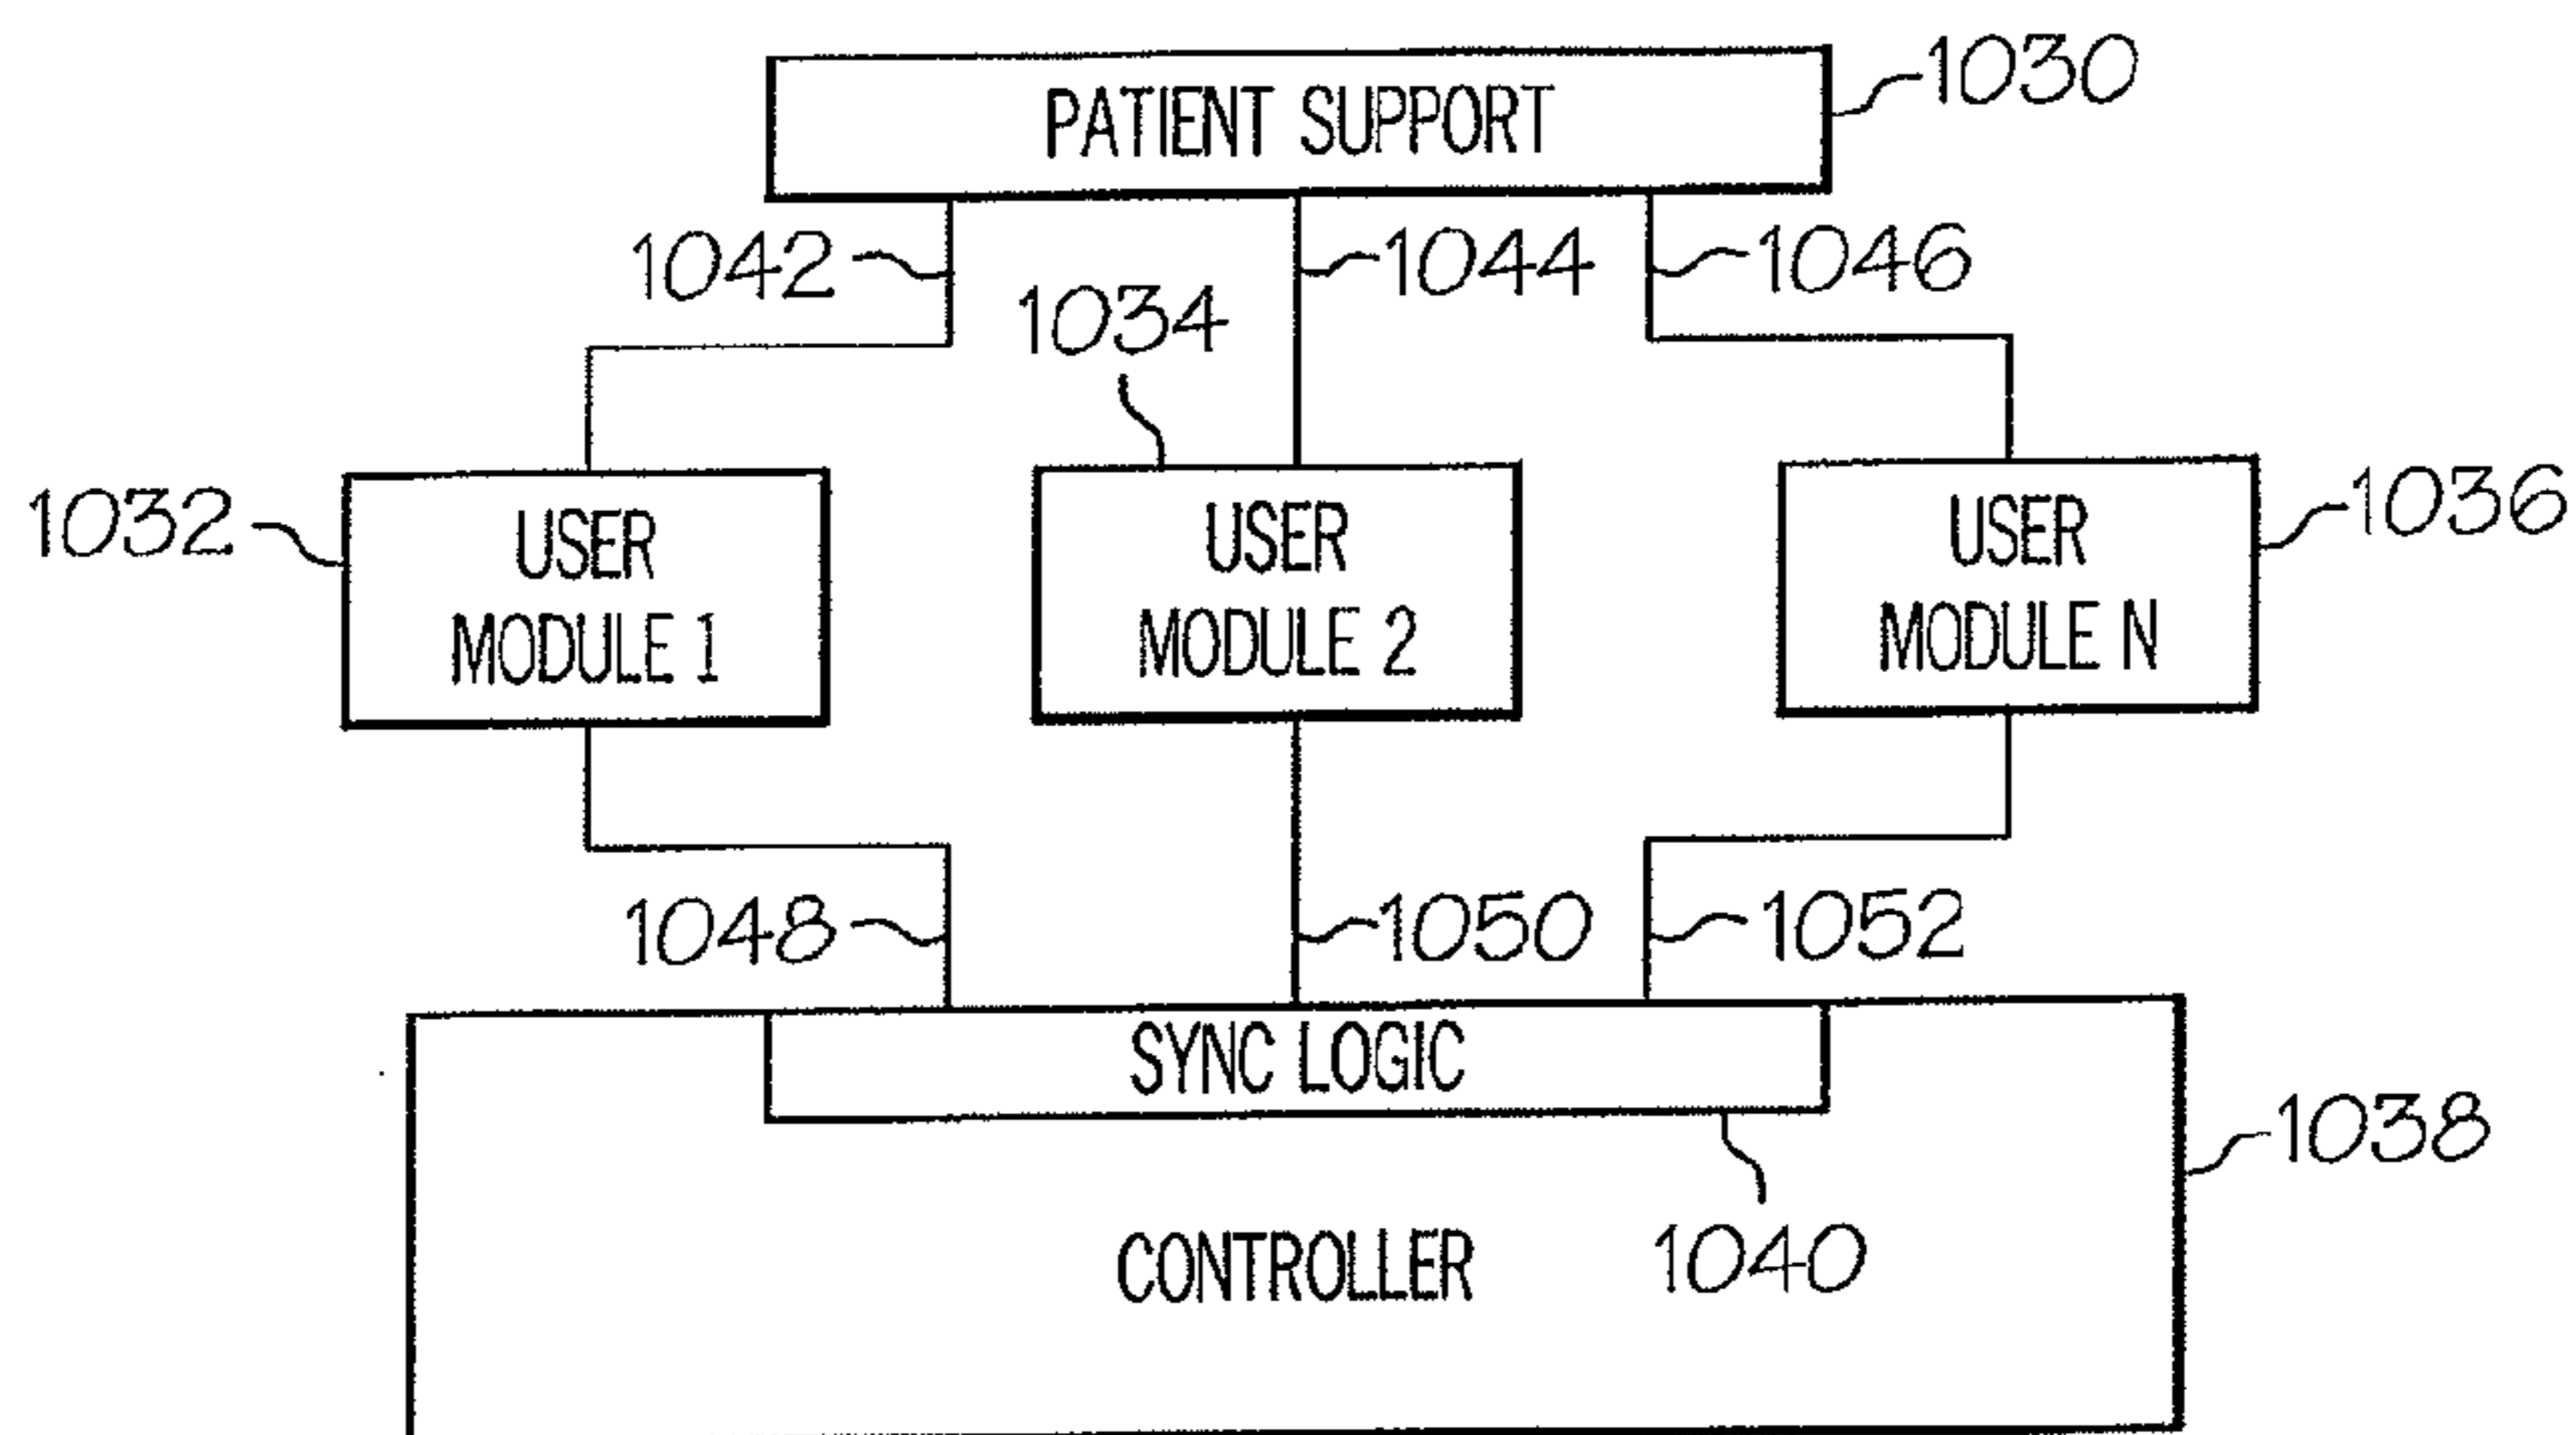 PATIENT SUPPORT
1030
1042
1044
1046
1034
1032
USER
MODULE 1
USER
MODULE 2
USER
MODULE N
1036
1048
1050
1052
SYNC LOGIC
1038
CONTROLLER
1040